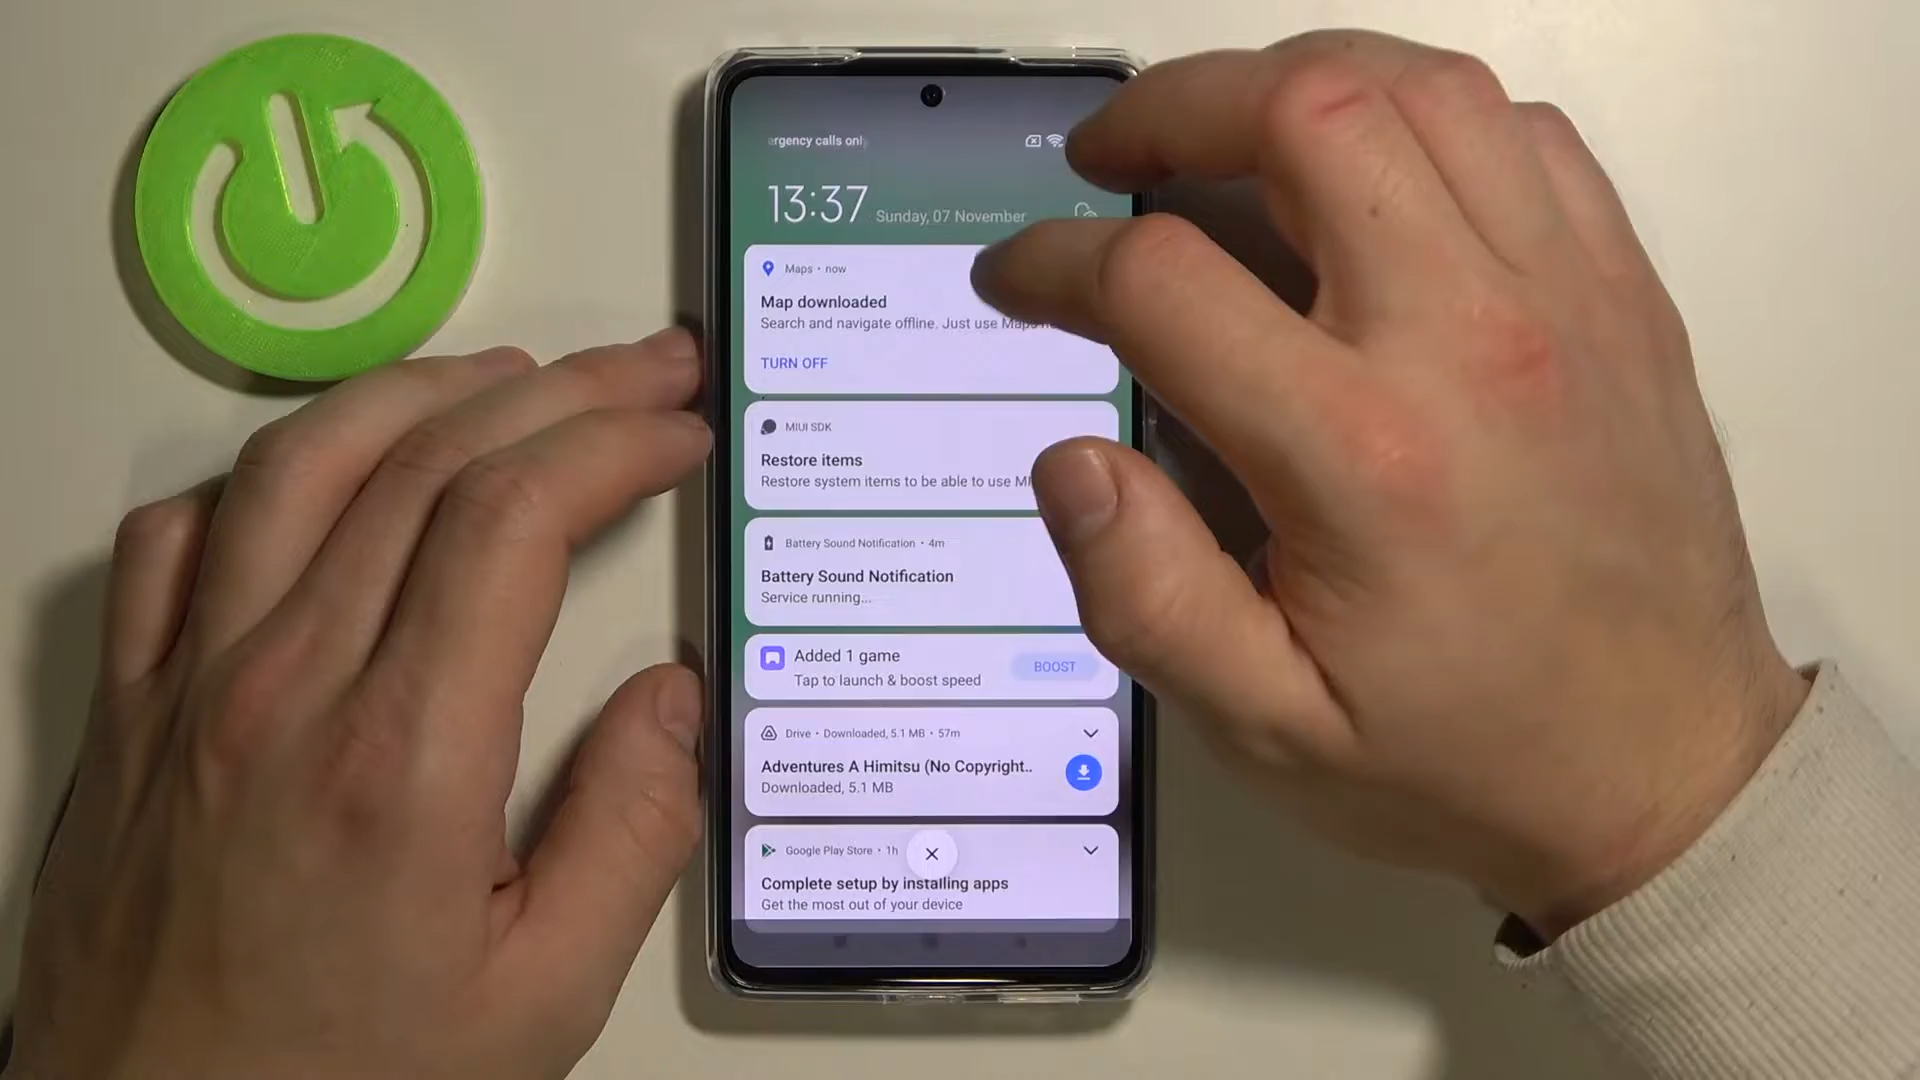 rgency calls onl
13:37 Sunday, 07 November
Maps • now
Map downloaded
Search and navigate offline. Just use Maps
TURN OFF
MIUI SDK
Restore items
Restore system items to be able to use MI
Battery Sound Notification • 4m
Battery Sound Notification
Service running...
Added 1 game
Tap to launch & boost speed
BOOST
Drive • Downloaded, 5.1 MB • 57m
Adventures A Himitsu (No Copyright..
Downloaded, 5.1 MB
Google Play Store • 1h
Complete setup by installing apps
Get the most out of your device